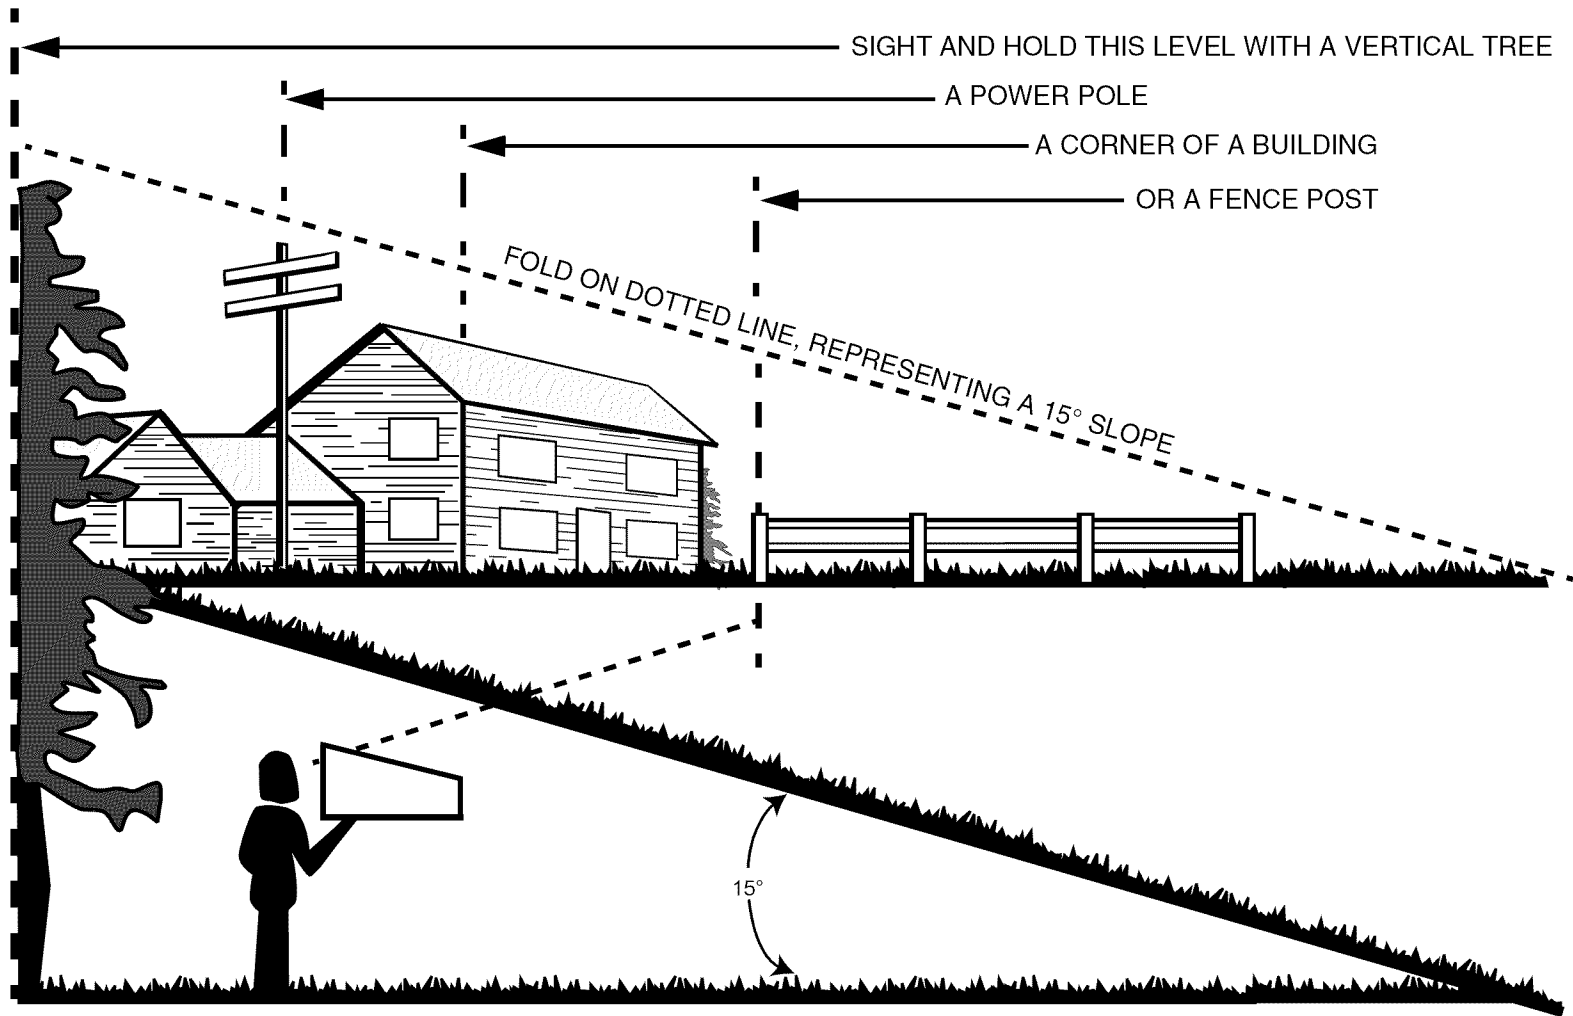 SIGHT AND HOLD THIS LEVEL WITH A VERTICAL TREE
A POWER POLE
A CORNER OF A BUILDING
OR A FENCE POST
FOLD ON DOTTED LINE, REPRESENTING A 15° SLOPE
15°